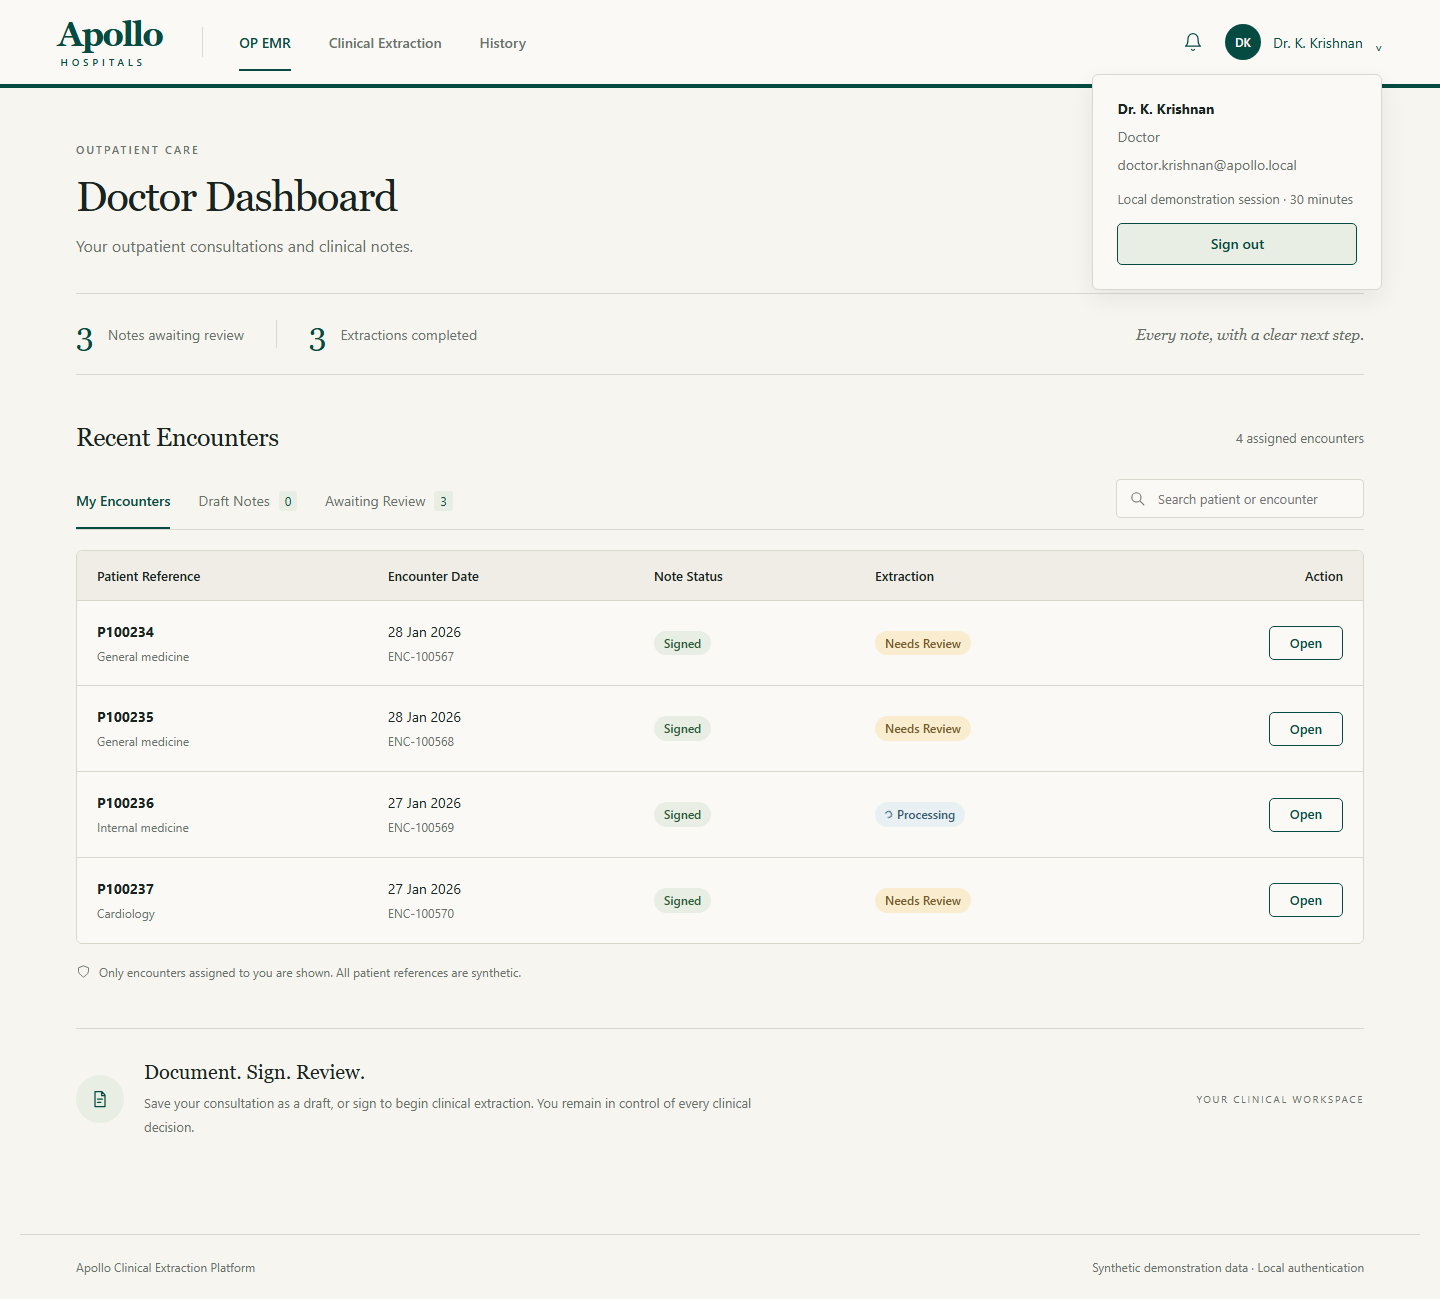 Apollo
HOSPITALS
OP EMR
Clinical Extraction
History
DK
Dr. K. Krishnan
Dr. K. Krishnan
Doctor
doctor.krishnan@apollo.local
Local demonstration session · 30 minutes
Sign out
OUTPATIENT CARE
Doctor Dashboard
Your outpatient consultations and clinical notes.
3 Notes awaiting review
3 Extractions completed
Every note, with a clear next step.
Recent Encounters
4 assigned encounters
My Encounters
Draft Notes 0
Awaiting Review 3
Search patient or encounter
Patient Reference
Encounter Date
Note Status
Extraction
Action
P100234
General medicine
28 Jan 2026
ENC-100567
Signed
Needs Review
Open
P100235
General medicine
28 Jan 2026
ENC-100568
Signed
Needs Review
Open
P100236
Internal medicine
27 Jan 2026
ENC-100569
Signed
Processing
Open
P100237
Cardiology
27 Jan 2026
ENC-100570
Signed
Needs Review
Open
Only encounters assigned to you are shown. All patient references are synthetic.
Document. Sign. Review.
Save your consultation as a draft, or sign to begin clinical extraction. You remain in control of every clinical
decision.
YOUR CLINICAL WORKSPACE
Apollo Clinical Extraction Platform
Synthetic demonstration data · Local authentication